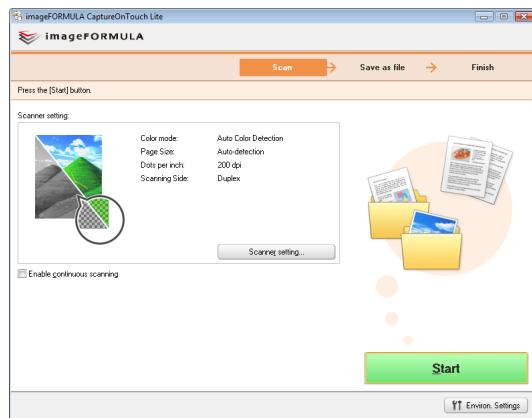 imageFORMULA CaptureOnTouch Lite
imageFORMULA
Scan
Save as file
Finish
Press the [Start] button.
Scanner setting:
Color mode: Auto Color Detection
Page Size: Auto-detection
Dots per inch: 200 dpi
Scanning Side: Duplex
Scanner setting...
Enable continuous scanning
Start
Environ. Settings